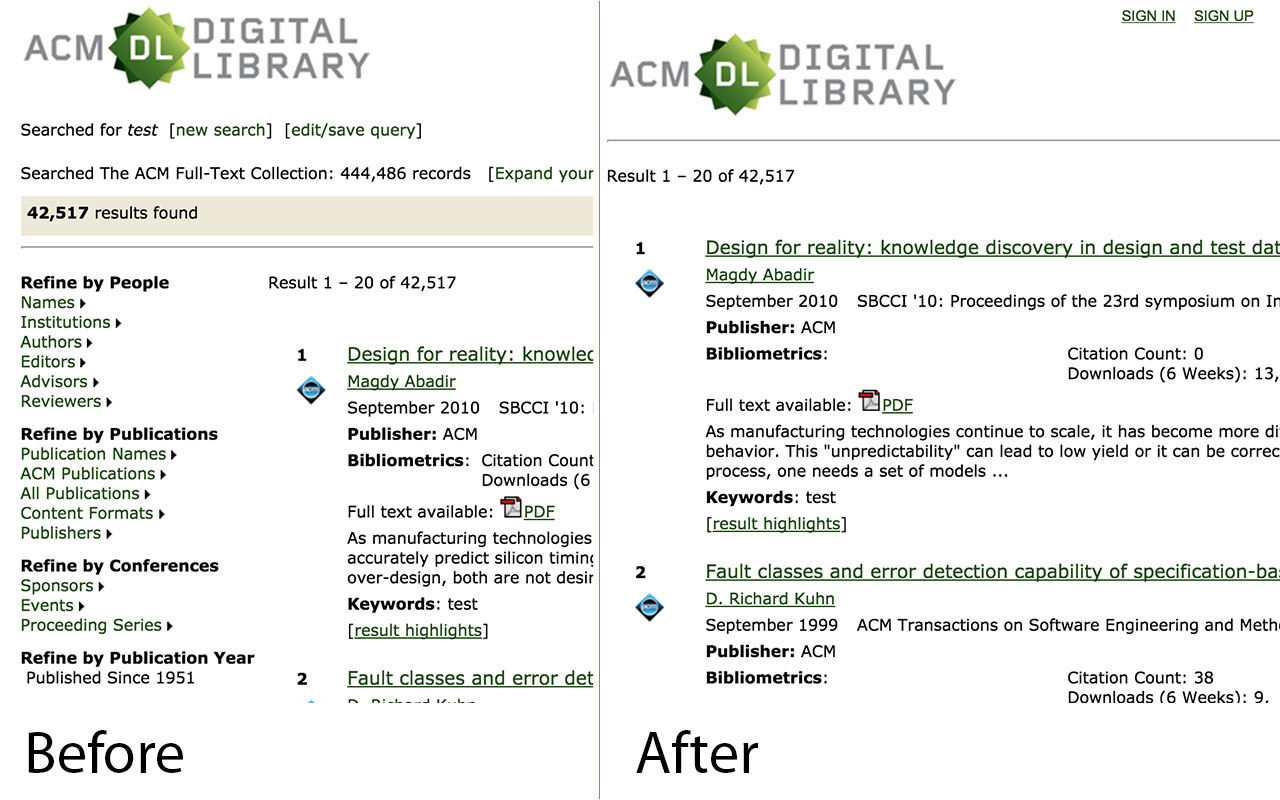 ACM DL DIGITAL
LIBRARY
Searched for test [new search] [edit/save query]
Searched The ACM Full-Text Collection: 444,486 records [Expand your
42,517 results found
Refine by People
Names
Institutions
Authors
Editors
Advisors
Reviewers
Refine by Publications
Publication Names
ACM Publications
All Publications
Content Formats
Publishers
Refine by Conferences
Sponsors
Events
Proceeding Series
Refine by Publication Year
Published Since 1951
Result 1 – 20 of 42,517
1 Design for reality: knowled
Magdy Abadir
September 2010 SBCCI '10:
Publisher: ACM
Bibliometrics: Citation Count
Downloads (6
Full text available: PDF
As manufacturing technologies
accurately predict silicon timing
over-design, both are not desir
Keywords: test
[result highlights]
2 Fault classes and error det
D. Richard Kuhn
Before
SIGN IN SIGN UP
ACM DL DIGITAL
LIBRARY
Result 1 – 20 of 42,517
1 Design for reality: knowledge discovery in design and test dat
Magdy Abadir
September 2010 SBCCI '10: Proceedings of the 23rd symposium on In
Publisher: ACM
Bibliometrics: Citation Count: 0
Downloads (6 Weeks): 13,
Full text available: PDF
As manufacturing technologies continue to scale, it has become more di
behavior. This "unpredictability" can lead to low yield or it can be correc
process, one needs a set of models ...
Keywords: test
[result highlights]
2 Fault classes and error detection capability of specification-bas
D. Richard Kuhn
September 1999 ACM Transactions on Software Engineering and Meth
Publisher: ACM
Bibliometrics: Citation Count: 38
Downloads (6 Weeks): 9,
After